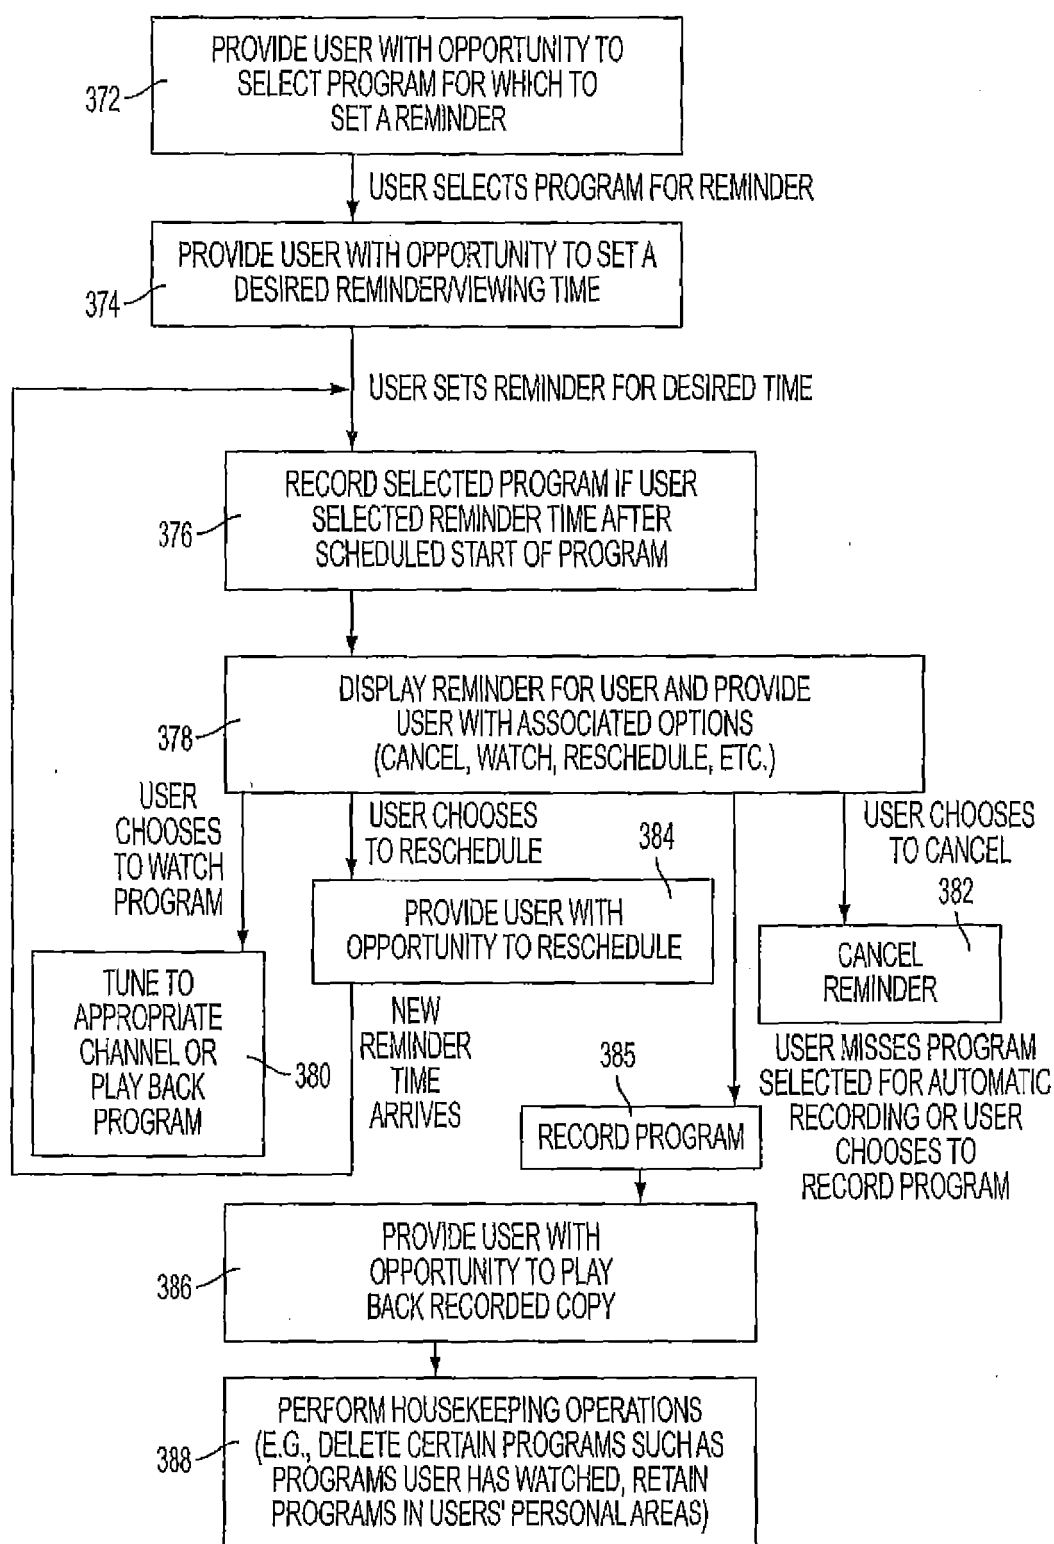 PROVIDE USER WITH OPPORTUNITY TO
SELECT PROGRAM FOR WHICH TO
SET A REMINDER
372
USER SELECTS PROGRAM FOR REMINDER
PROVIDE USER WITH OPPORTUNITY TO SET A
DESIRED REMINDER/VIEWING TIME
374
USER SETS REMINDER FOR DESIRED TIME
RECORD SELECTED PROGRAM IF USER
SELECTED REMINDER TIME AFTER
SCHEDULED START OF PROGRAM
376
DISPLAY REMINDER FOR USER AND PROVIDE
USER WITH ASSOCIATED OPTIONS
(CANCEL, WATCH, RESCHEDULE, ETC.)
378
USER
CHOOSES
TO WATCH
PROGRAM
USER CHOOSES
TO RESCHEDULE
384
USER CHOOSES
TO CANCEL
382
PROVIDE USER WITH
OPPORTUNITY TO RESCHEDULE
CANCEL
REMINDER
TUNE TO
APPROPRIATE
CHANNEL OR
PLAY BACK
PROGRAM
380
NEW
REMINDER
TIME
ARRIVES
385
RECORD PROGRAM
USER MISSES PROGRAM
SELECTED FOR AUTOMATIC
RECORDING OR USER
CHOOSES TO
RECORD PROGRAM
PROVIDE USER WITH
OPPORTUNITY TO PLAY
BACK RECORDED COPY
386
PERFORM HOUSEKEEPING OPERATIONS
(E.G., DELETE CERTAIN PROGRAMS SUCH AS
PROGRAMS USER HAS WATCHED, RETAIN
PROGRAMS IN USERS' PERSONAL AREAS)
388